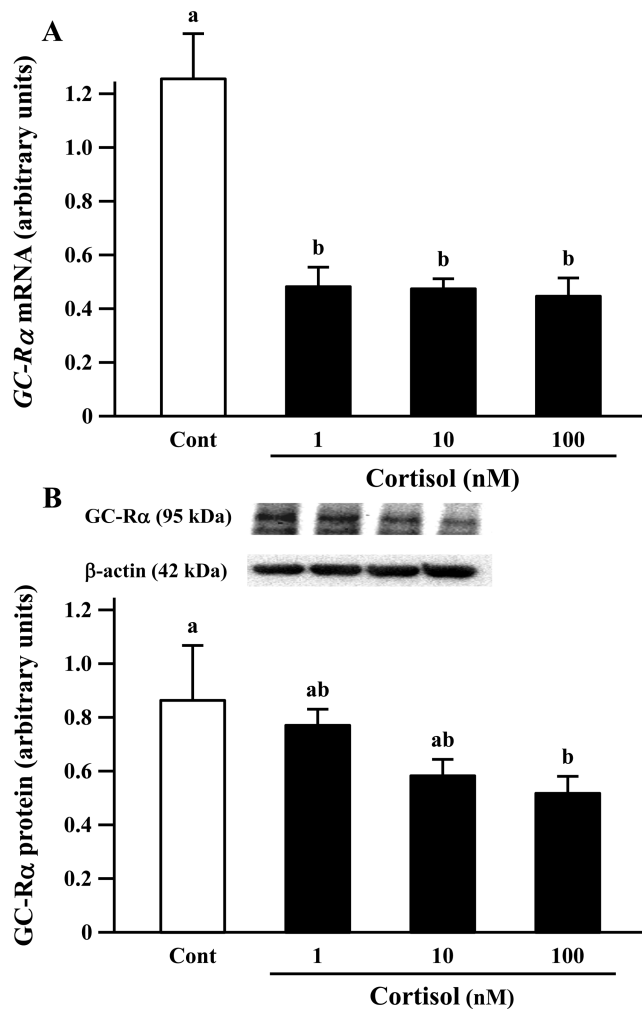 A
a
GC-Rα mRNA (arbitrary units)
1.2
1.0
0.8
0.6
0.4
0.2
0
b
b
b
Cont
1
10
100
Cortisol (nM)
B
GC-Rα (95 kDa)
β-actin (42 kDa)
GC-Rα protein (arbitrary units)
1.2
1.0
0.8
0.6
0.4
0.2
0
a
ab
ab
b
Cont
1
10
100
Cortisol (nM)